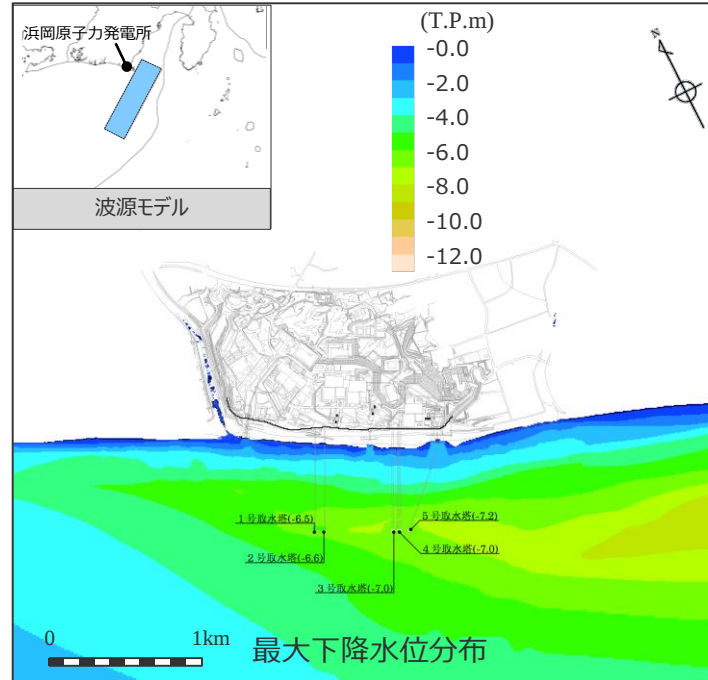 浜岡原子力発電所
波源モデル
(T.P.m)
-0.0
-2.0
-4.0
-6.0
-8.0
-10.0
-12.0
N
1号取水塔(-6.5)
2号取水塔(-6.6)
3号取水塔(-7.0)
5号取水塔(-7.2)
4号取水塔(-7.0)
0 1km
最大下降水位分布